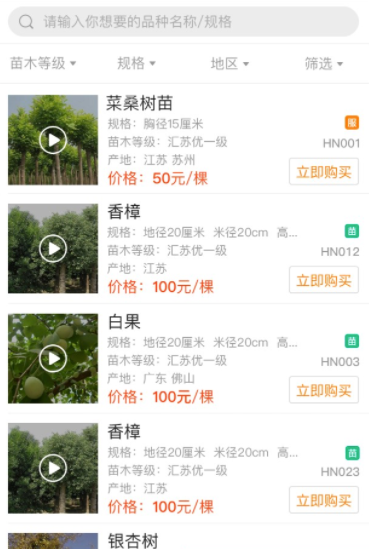 请输入你想要的品种名称/规格
苗木等级 规格 地区 筛选
菜桑树苗
规格：胸径15厘米 服
苗木等级：汇苏优一级 HN001
产地：江苏 苏州 立即购买
价格：50元/棵
香樟
规格：地径20厘米 米径20cm 高... 苗
苗木等级：汇苏优一级 HN012
产地：江苏 立即购买
价格：100元/棵
白果
规格：地径20厘米 米径20cm 高... 苗
苗木等级：汇苏优一级 HN003
产地：广东 佛山 立即购买
价格：100元/棵
香樟
规格：地径20厘米 米径20cm 高... 苗
苗木等级：汇苏优一级 HN023
产地：江苏 立即购买
价格：100元/棵
银杏树